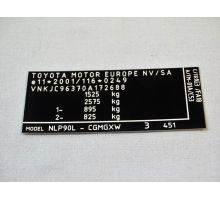 TOYOTA MOTOR EUROPE NV/SA
e11*2001/116*0249
VNKJC96370A172688
1525 kg
2575 kg
1- 895 kg
2- 825 kg
MODEL NLP90L - CGMGXW 3 451